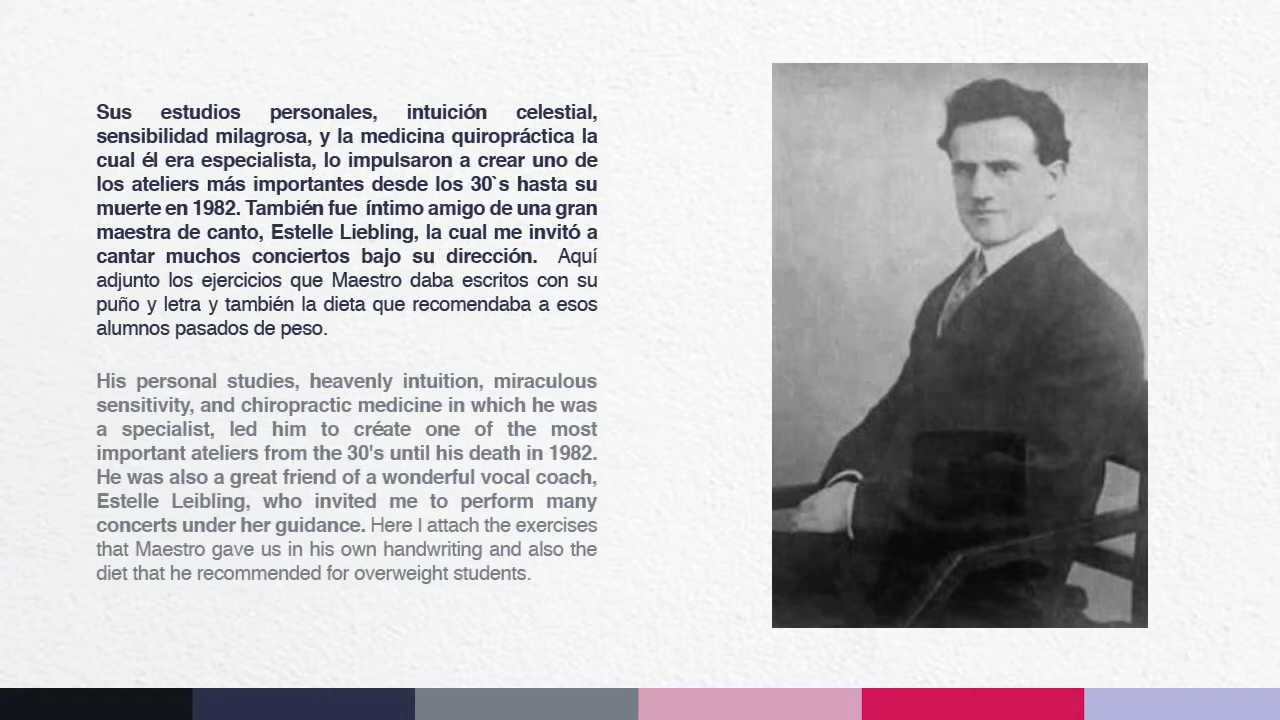 Sus estudios personales, intuición celestial,
sensibilidad milagrosa, y la medicina quiropráctica la
cual él era especialista, lo impulsaron a crear uno de
los ateliers más importantes desde los 30`s hasta su
muerte en 1982. También fue íntimo amigo de una gran
maestra de canto, Estelle Liebling, la cual me invitó a
cantar muchos conciertos bajo su dirección. Aquí
adjunto los ejercicios que Maestro daba escritos con su
puño y letra y también la dieta que recomendaba a esos
alumnos pasados de peso.
His personal studies, heavenly intuition, miraculous
sensitivity, and chiropractic medicine in which he was
a specialist, led him to créate one of the most
important ateliers from the 30's until his death in 1982.
He was also a great friend of a wonderful vocal coach,
Estelle Leibling, who invited me to perform many
concerts under her guidance. Here I attach the exercises
that Maestro gave us in his own handwriting and also the
diet that he recommended for overweight students.